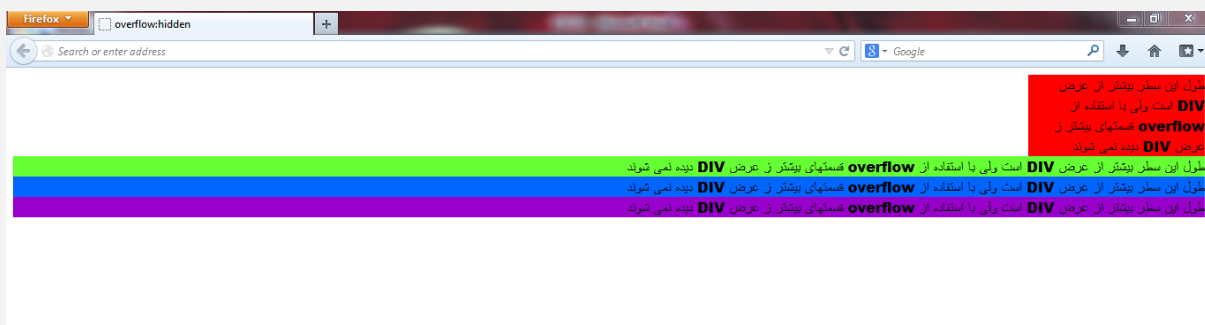 Firefox
overflow:hidden
Search or enter address
Google
طول این سطر بیشتر از عرض
DIV است ولی با استفاده از
overflow قسمتهای بیشتر ز
عرض DIV دیده نمی شوند
طول این سطر بیشتر از عرض DIV است ولی با استفاده از overflow قسمتهای بیشتر ز عرض DIV دیده نمی شوند
طول این سطر بیشتر از عرض DIV است ولی با استفاده از overflow قسمتهای بیشتر ز عرض DIV دیده نمی شوند
طول این سطر بیشتر از عرض DIV است ولی با استفاده از overflow قسمتهای بیشتر ز عرض DIV دیده نمی شوند